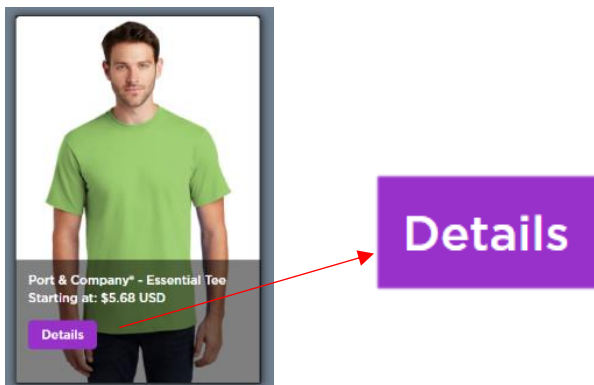 Port & Company® - Essential Tee
Starting at: $5.68 USD
Details
Details